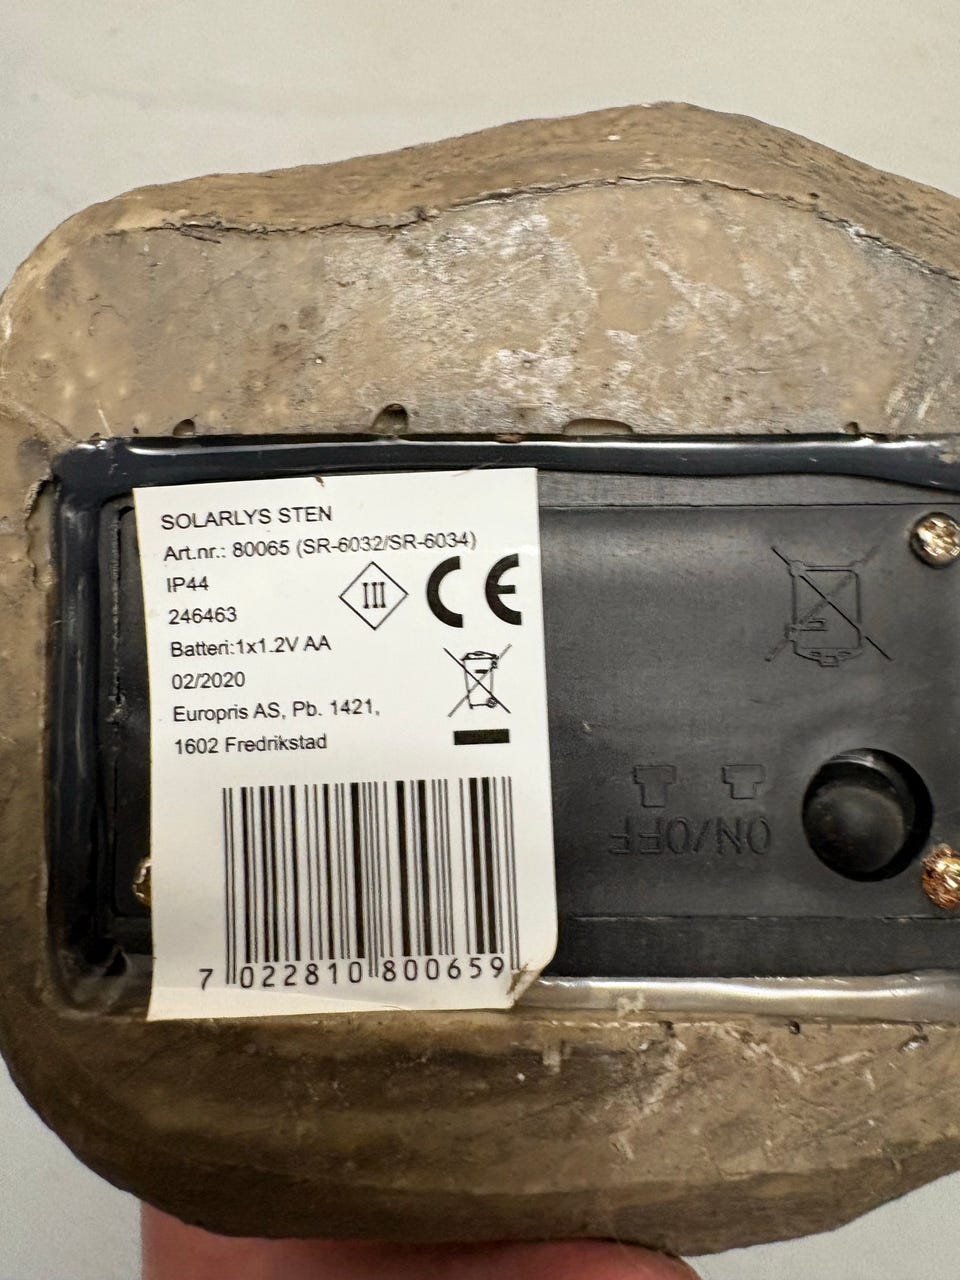 SOLARLYS STEN
Art.nr.: 80065 (SR-6032/SR-6034)
IP44
III
CE
246463
Batteri:1x1.2V AA
02/2020
Europris AS, Pb. 1421,
1602 Fredrikstad
7 022810 800659
ON/OFF